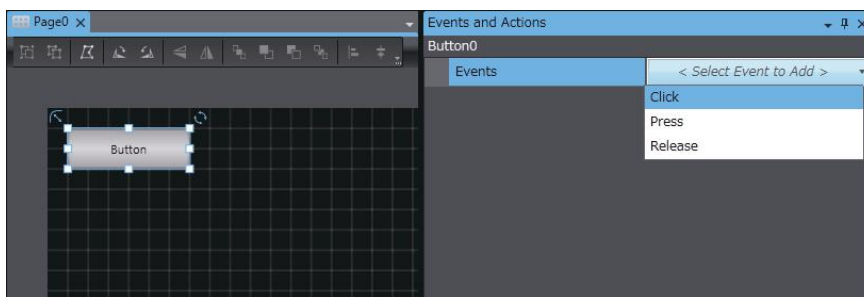 Page0
Events and Actions
Button0
Events
< Select Event to Add >
Click
Press
Release
Button